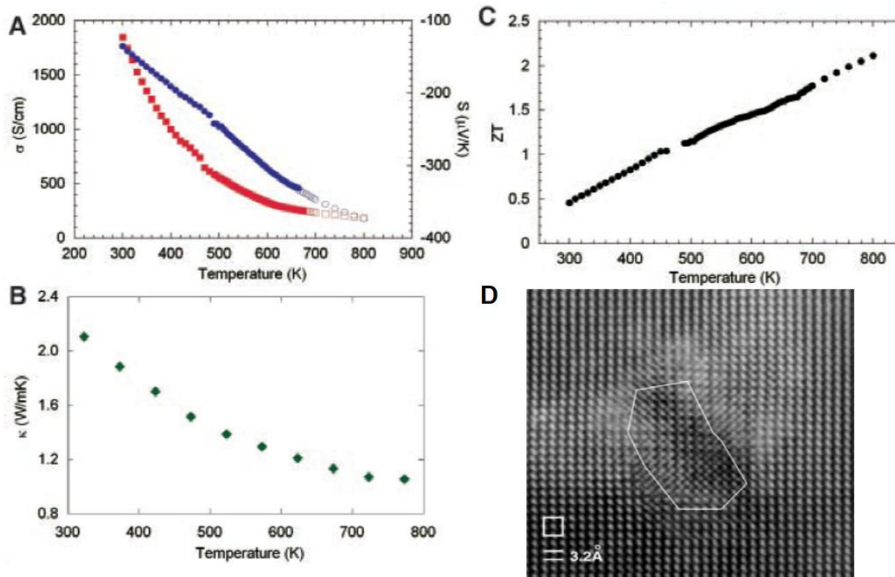 A
2000
1500
1000
500
0
σ (S/cm)
-100
-200
-300
-400
S (μV/K)
200 300 400 500 600 700 800 900
Temperature (K)
B
2.4
2.0
1.6
1.2
0.8
κ (W/mK)
300 400 500 600 700 800
Temperature (K)
C
2.5
2
1.5
1
0.5
0
ZT
300 400 500 600 700 800
Temperature (K)
D
3.2Å